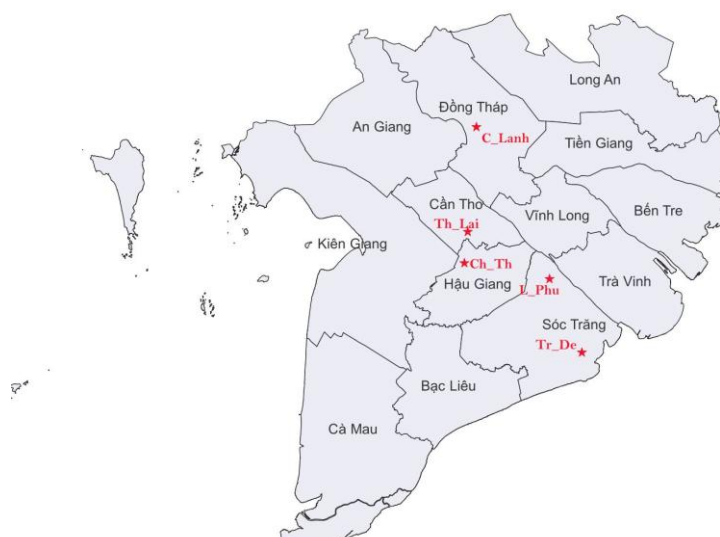 Long An
Đồng Tháp
An Giang
C_Lanh
Tiền Giang
Cần Thơ
Bến Tre
Vĩnh Long
Th_Lai
Kiên Giang
Ch_Th
Trà Vinh
Hậu Giang
L_Phu
Sóc Trăng
Tr_De
Bạc Liêu
Cà Mau